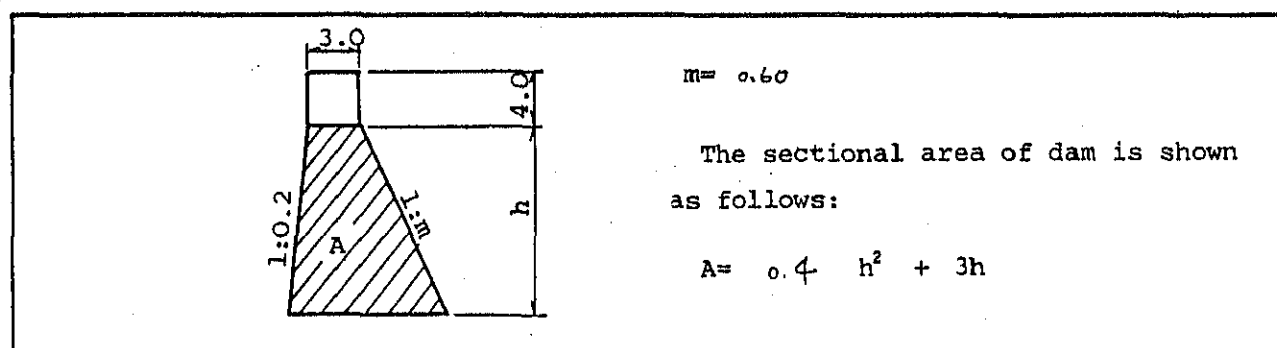 3.0
4.0
h
1:0.2
1:m
A
m= 0.60
The sectional area of dam is shown
as follows:
A= 0.4 h² + 3h